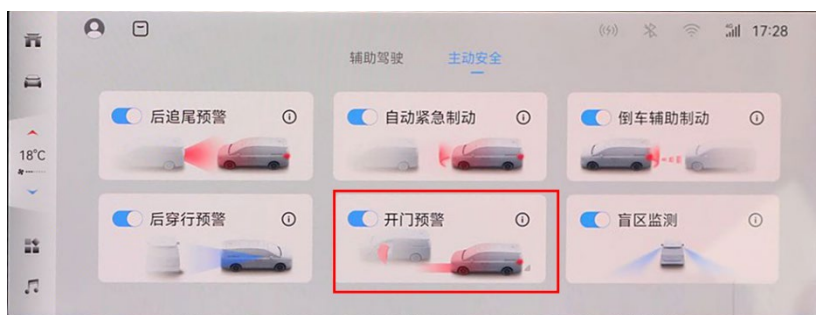 4G 17:28
辅助驾驶 主动安全
后追尾预警
自动紧急制动
倒车辅助制动
18°C
后穿行预警
开门预警
盲区监测